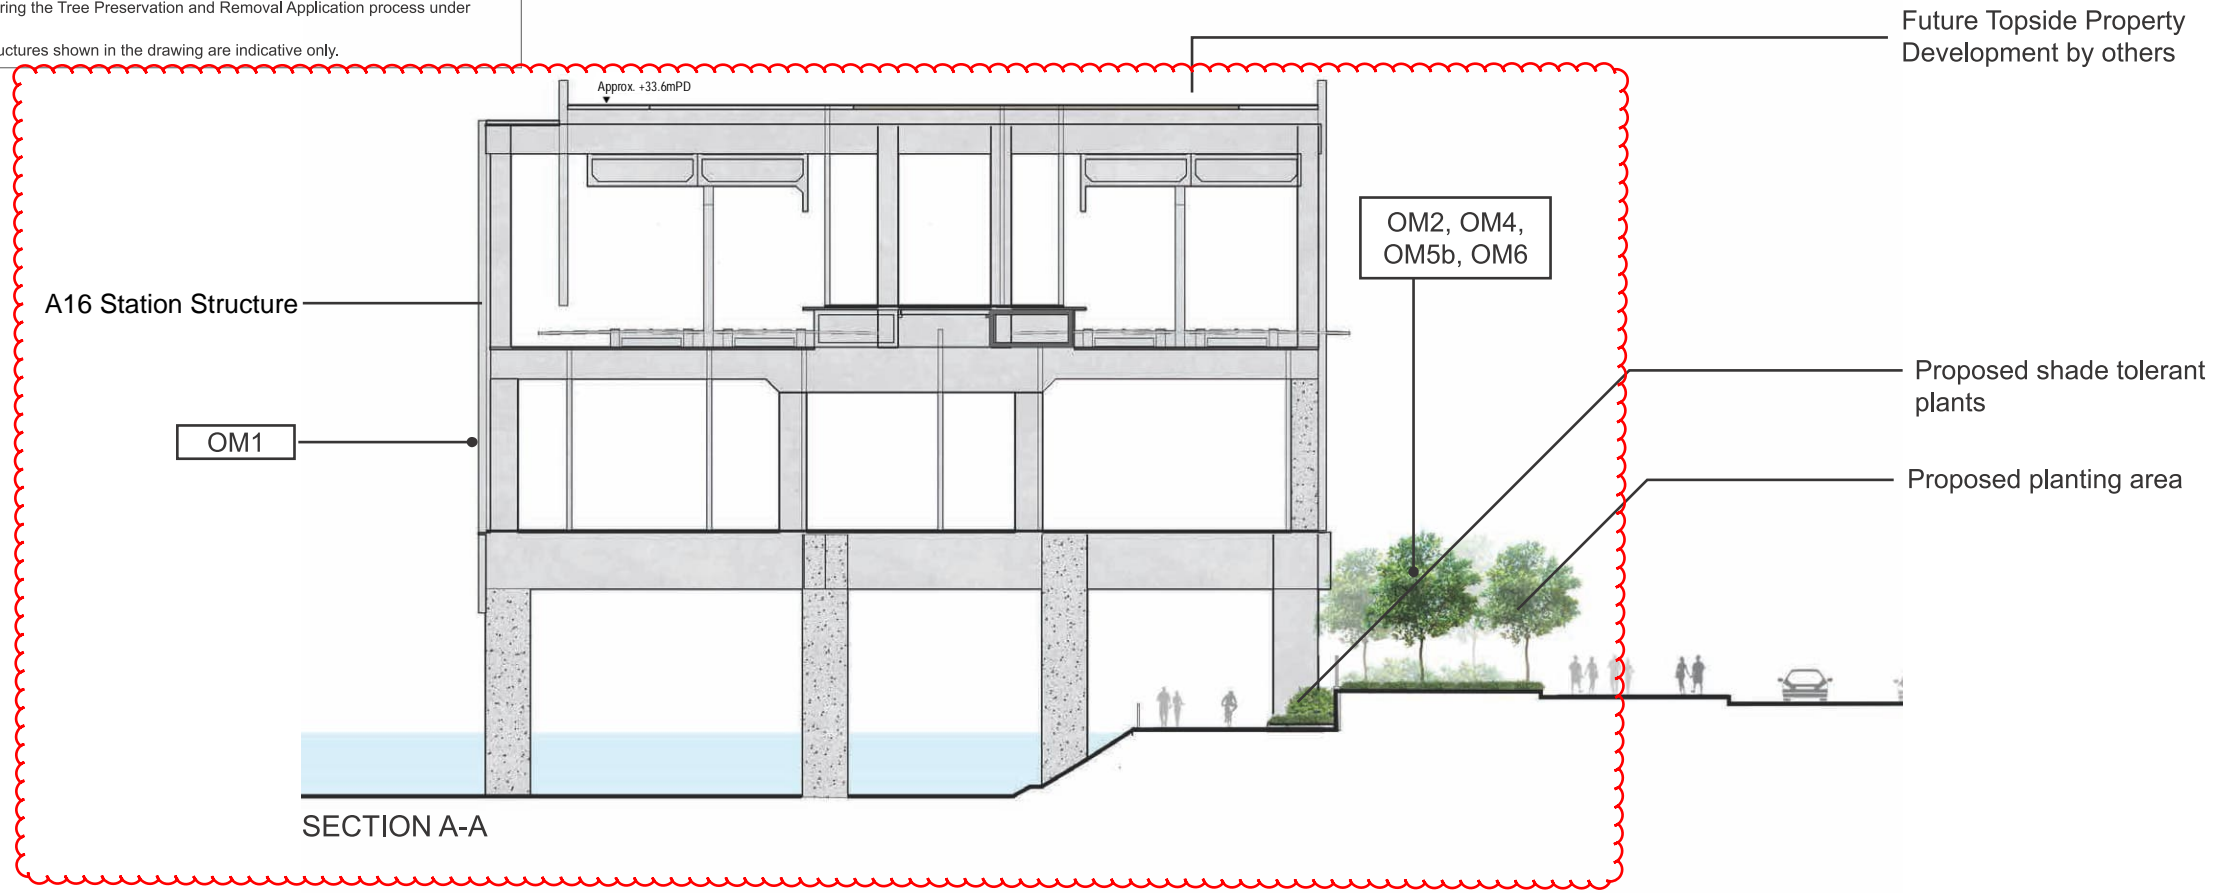 ring the Tree Preservation and Removal Application process under
uctures shown in the drawing are indicative only.
Future Topside Property
Development by others
Approx. +33.6mPD
OM2, OM4,
OM5b, OM6
A16 Station Structure
Proposed shade tolerant
plants
OM1
Proposed planting area
SECTION A-A